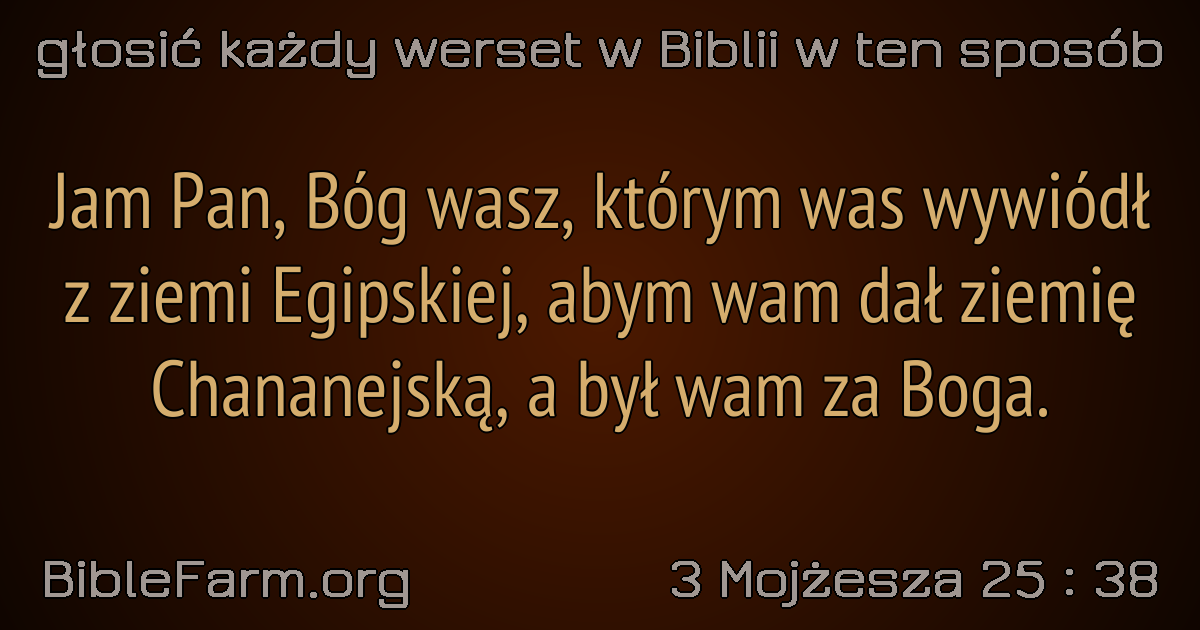 głosić każdy werset w Biblii w ten sposób
Jam Pan, Bóg wasz, którym was wywiódł
z ziemi Egipskiej, abym wam dał ziemię
Chananejską, a był wam za Boga.
BibleFarm.org
3 Mojżesza 25 : 38